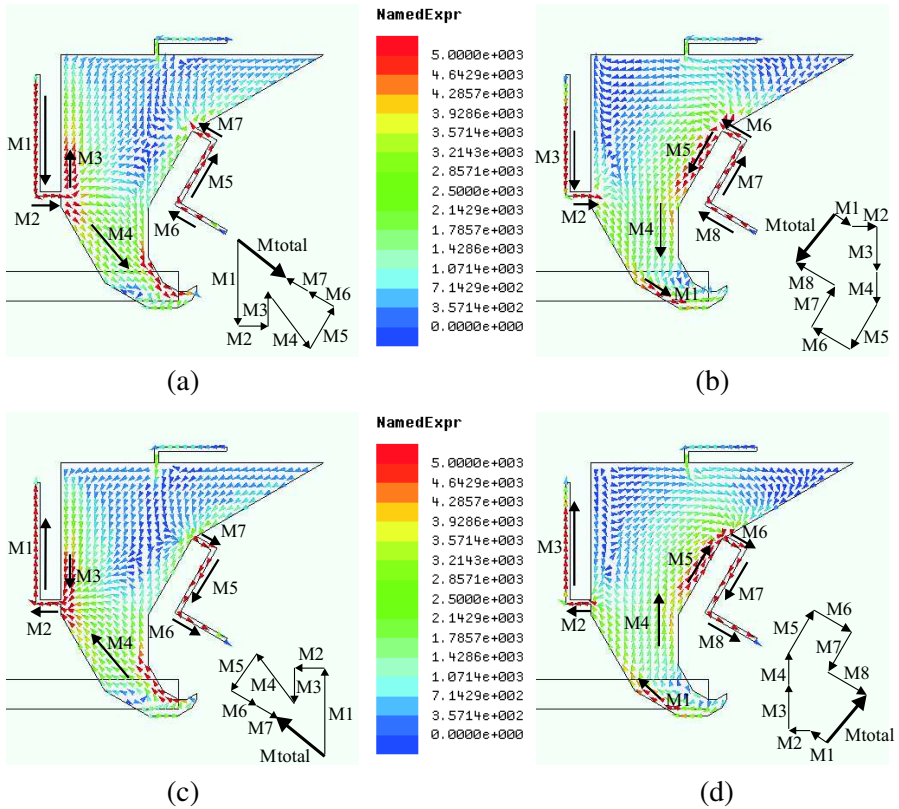 NamedExpr
5.0000e+003
4.6429e+003
4.2857e+003
3.9286e+003
3.5714e+003
3.2143e+003
2.8571e+003
2.5000e+003
2.1429e+003
1.7857e+003
1.4286e+003
1.0714e+003
7.1429e+002
3.5714e+002
0.0000e+000
M1
M3
M2
M4
M7
M5
M6
Mtotal
M1
M3
M2
M4
M7
M6
M5
(a)
M3
M2
M5
M6
M7
M4
M8
M1
Mtotal
M1
M2
M3
M8
M4
M7
M6
M5
(b)
NamedExpr
5.0000e+003
4.6429e+003
4.2857e+003
3.9286e+003
3.5714e+003
3.2143e+003
2.8571e+003
2.5000e+003
2.1429e+003
1.7857e+003
1.4286e+003
1.0714e+003
7.1429e+002
3.5714e+002
0.0000e+000
M1
M3
M2
M4
M7
M5
M6
M5
M4
M2
M3
M6
M1
M7
Mtotal
(c)
M3
M2
M5
M6
M7
M4
M8
M1
M6
M5
M7
M4
M8
M3
M2
M1
Mtotal
(d)